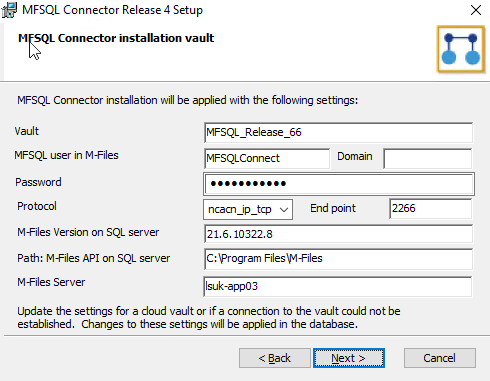 MFSQL Connector Release 4 Setup
MFSQL Connector installation vault
MFSQL Connector installation will be applied with the following settings:
Vault MFSQL_Release_66
MFSQL user in M-Files MFSQLConnect Domain
Password ●●●●●●●●●●●
Protocol ncacn_ip_tcp End point 2266
M-Files Version on SQL server 21.6.10322.8
Path: M-Files API on SQL server C:\Program Files\M-Files
M-Files Server lsuk-app03
Update the settings for a cloud vault or if a connection to the vault could not be
established. Changes to these settings will be applied in the database.
< Back Next > Cancel